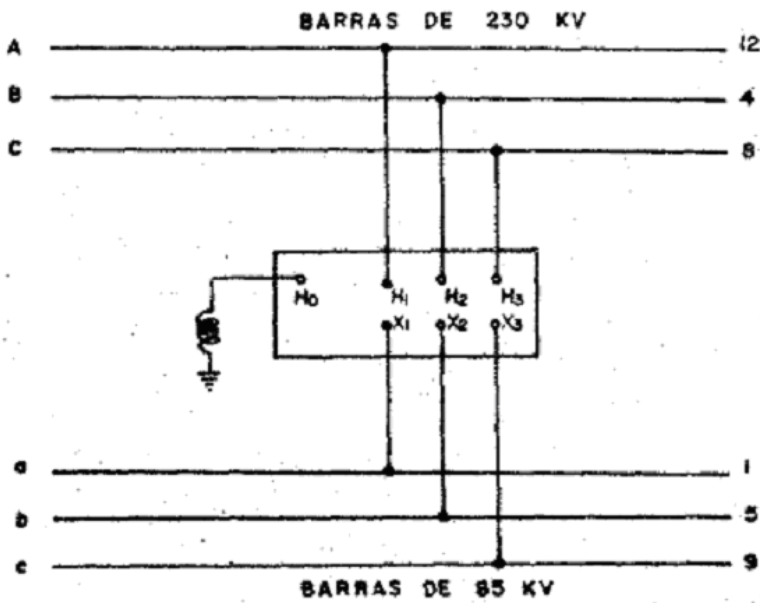 BARRAS DE 230 KV
A 12
B 4
C 8
H0 H1 H2 H3
X1 X2 X3
a 1
b 5
c 9
BARRAS DE 85 KV